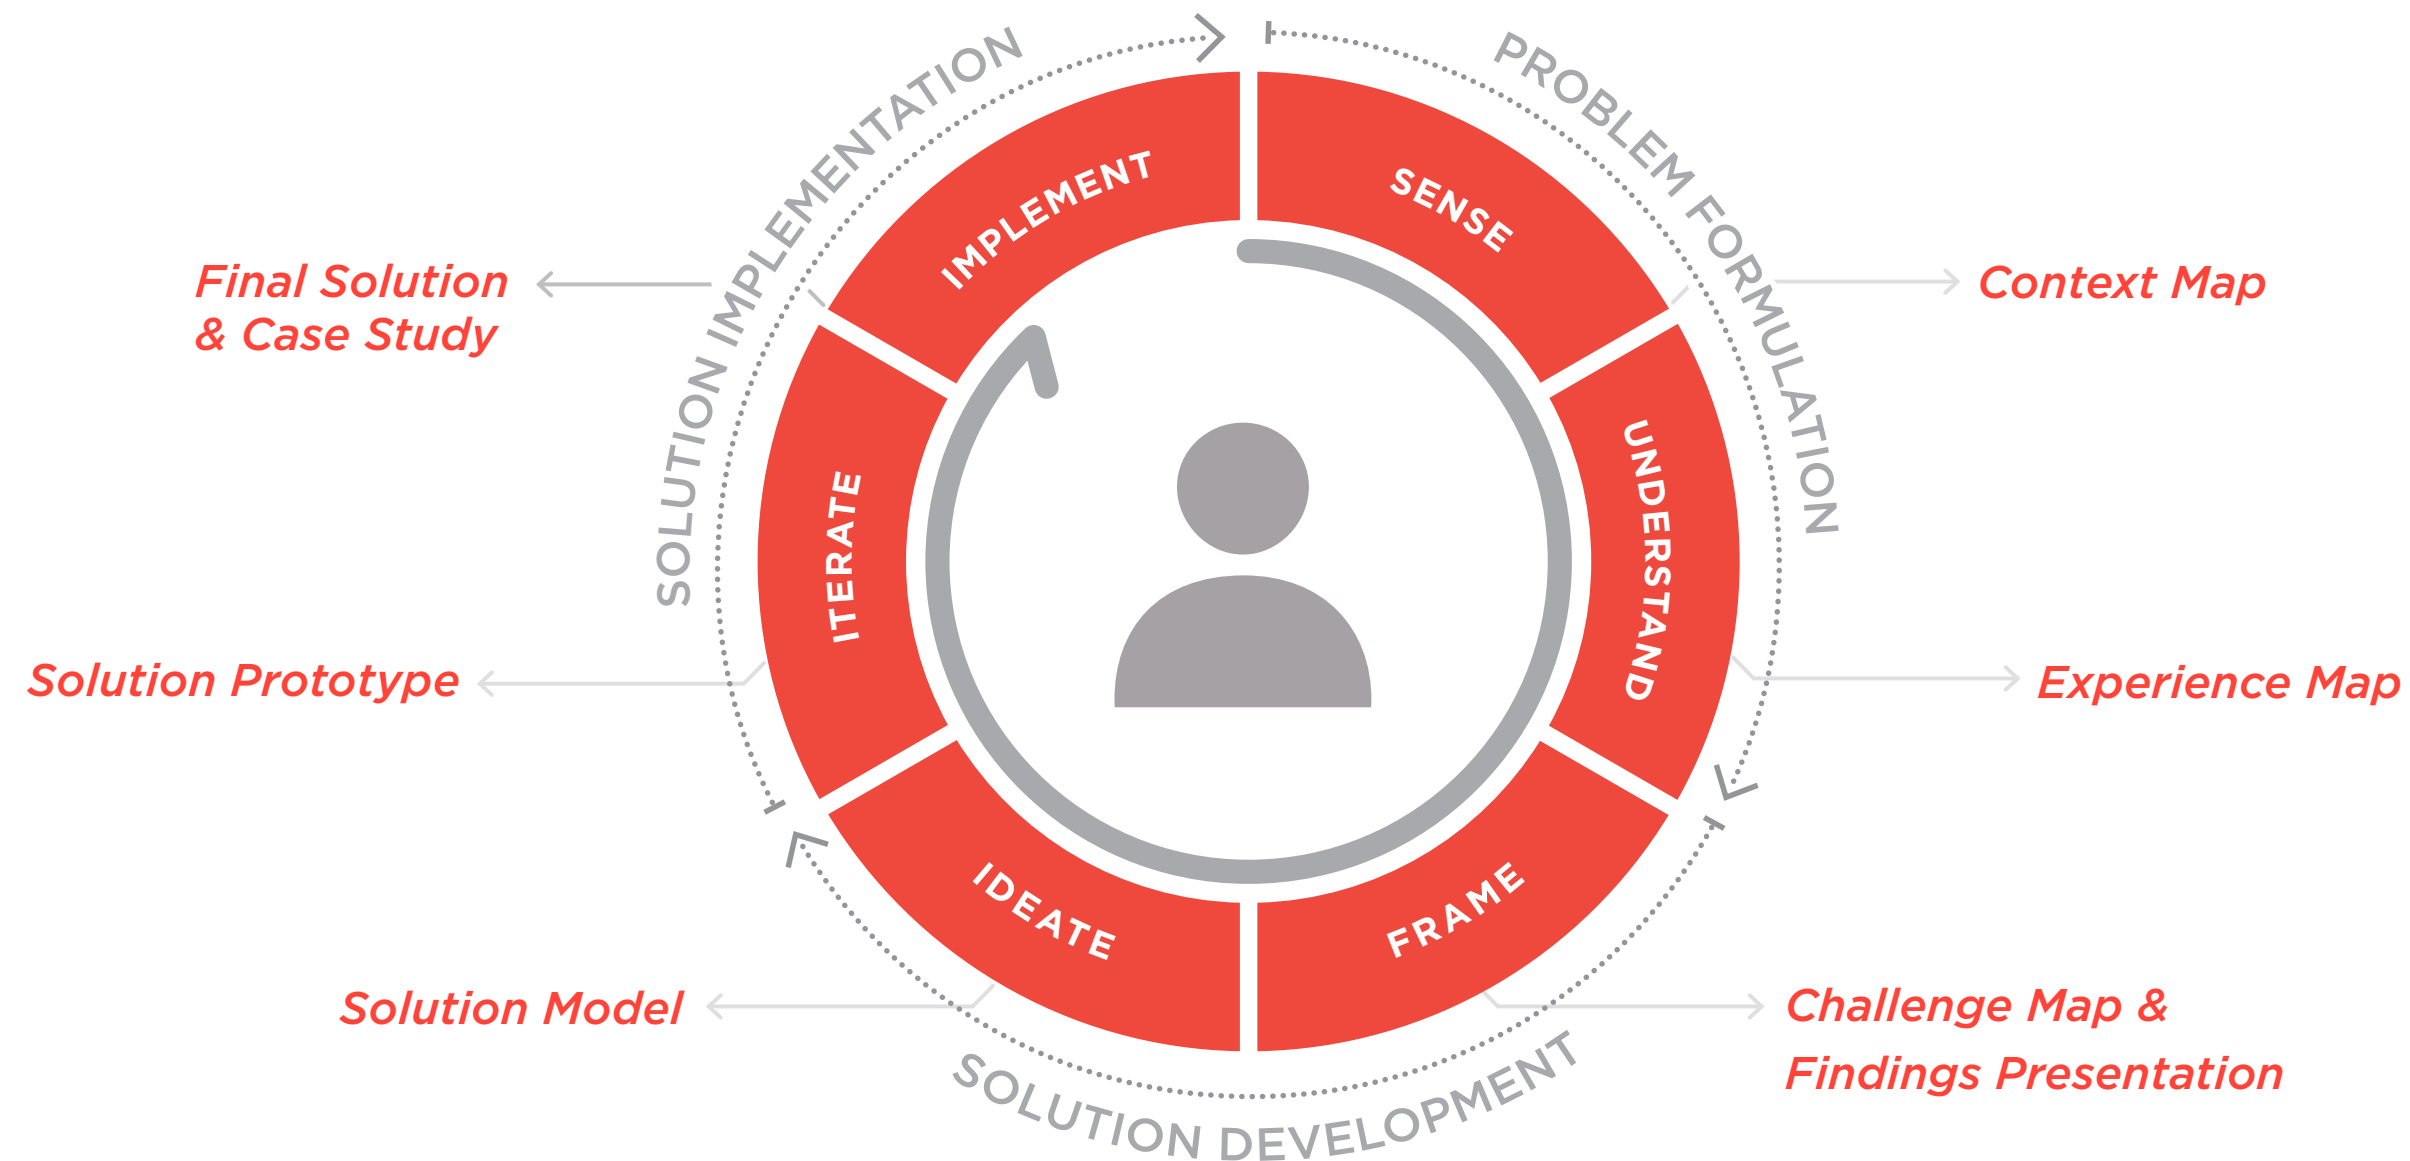 SOLUTION IMPLEMENTATION
PROBLEM FORMULATION
IMPLEMENT
SENSE
Final Solution
& Case Study
Context Map
ITERATE
UNDERSTAND
Solution Prototype
Experience Map
IDEATE
FRAME
Solution Model
Challenge Map &
Findings Presentation
SOLUTION DEVELOPMENT